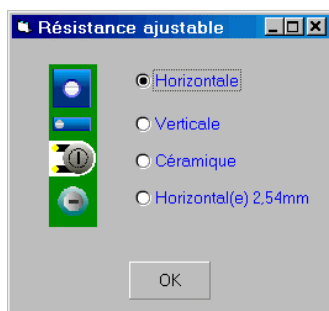 Résistance ajustable
Horizontale
Verticale
Céramique
Horizontal(e) 2,54mm
OK